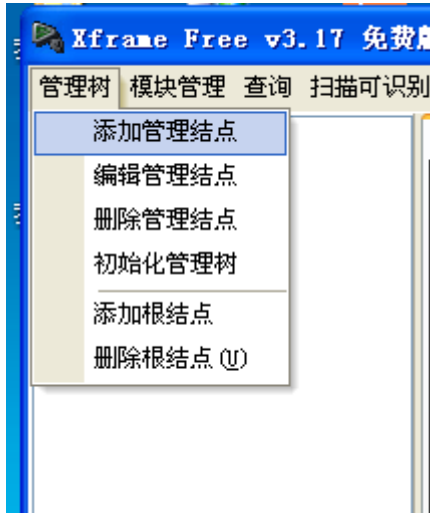 Xframe Free v3.17 免费
管理树 模块管理 查询 扫描可识别
添加管理结点
编辑管理结点
删除管理结点
初始化管理树
添加根结点
删除根结点(U)